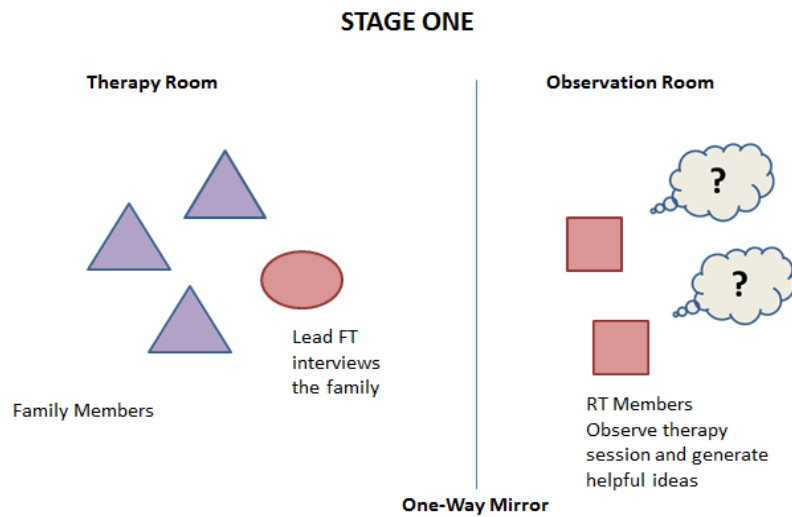 STAGE ONE
Therapy Room
Observation Room
?
?
Lead FT
interviews
the family
Family Members
RT Members
Observe therapy
session and generate
helpful ideas
One-Way Mirror